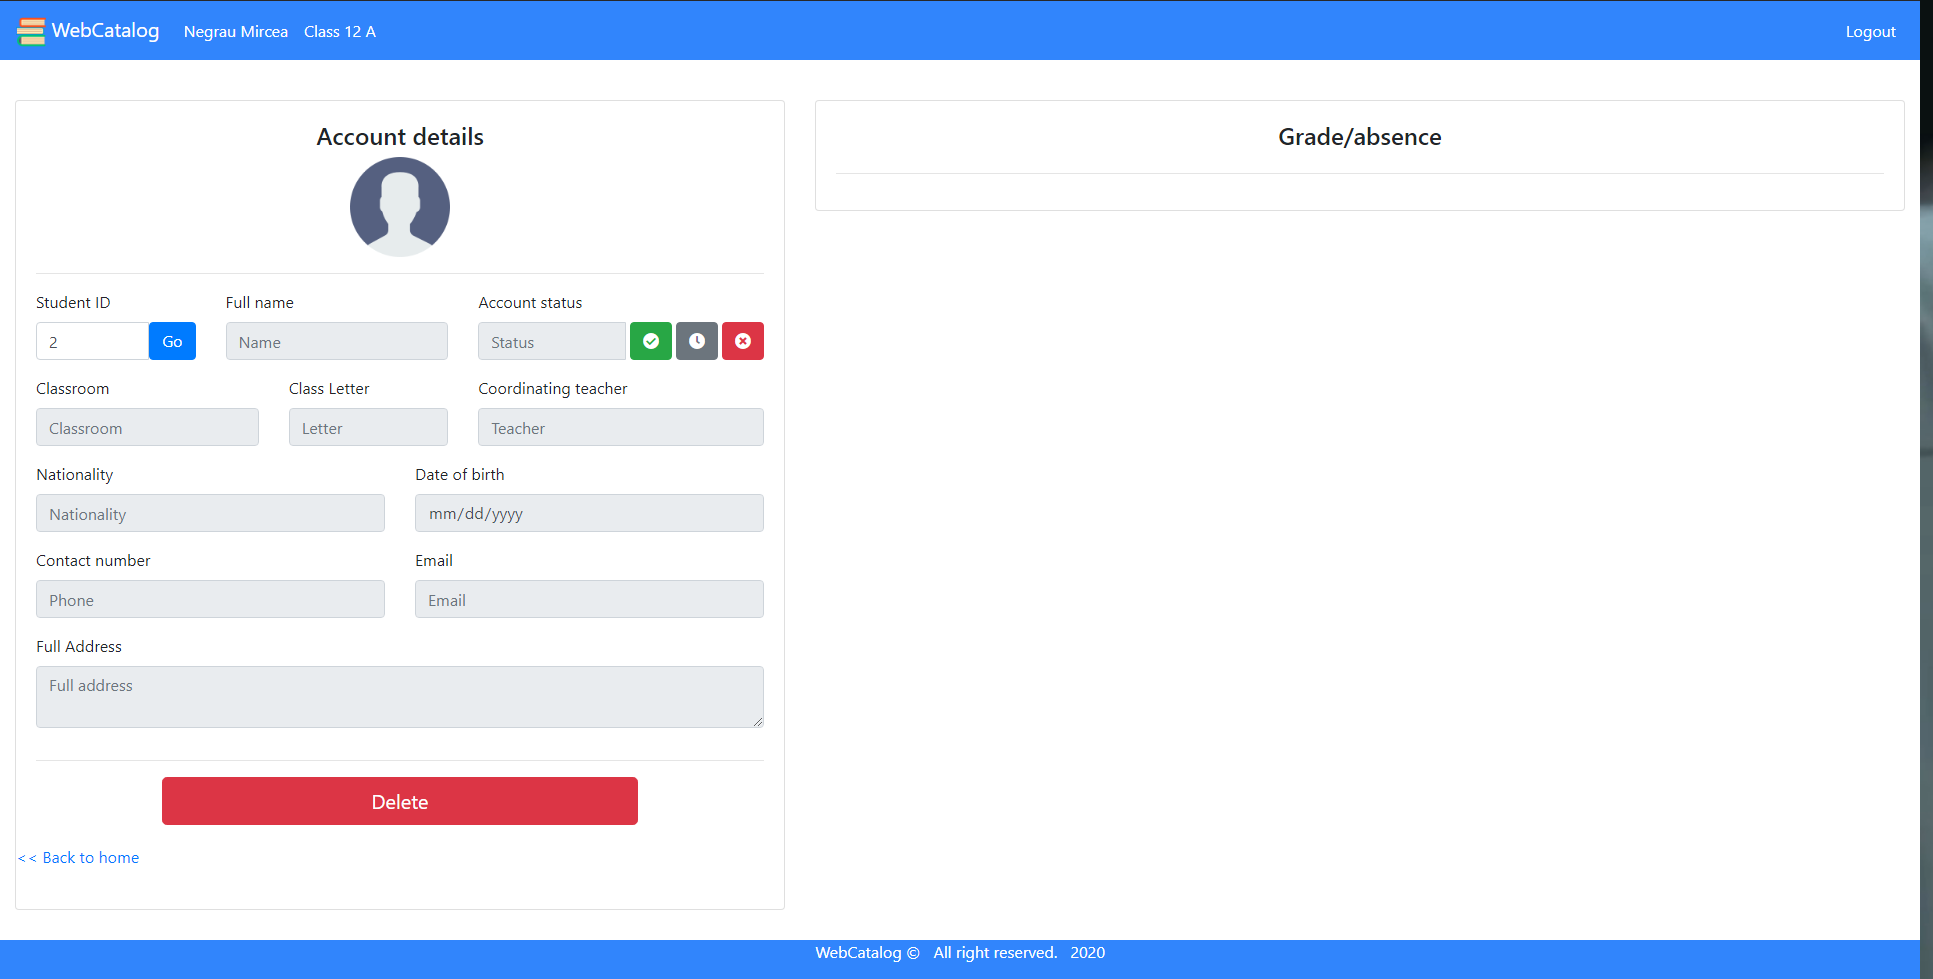 WebCatalog Negrau Mircea Class 12 A Logout
Account details
Grade/absence
Student ID Full name Account status
2 Go Name Status
Classroom Class Letter Coordinating teacher
Classroom Letter Teacher
Nationality Date of birth
Nationality mm/dd/yyyy
Contact number Email
Phone Email
Full Address
Full address
Delete
<< Back to home
WebCatalog © All right reserved. 2020